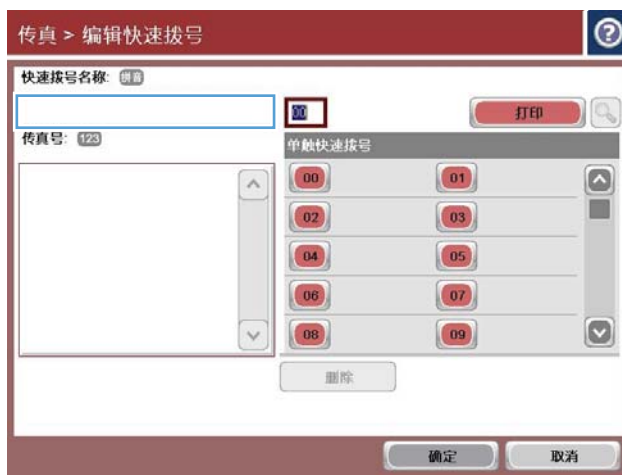 传真 > 编辑快速拨号
?
快速拨号名称: 拼音
00
打印
传真号: 123
单触快速拨号
00 01
02 03
04 05
06 07
08 09
删除
确定 取消